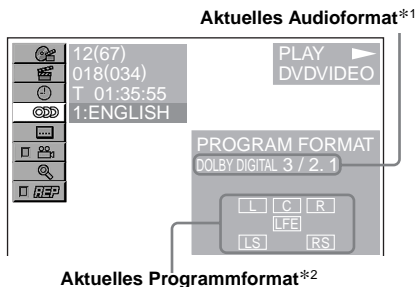 Aktuelles Audioformat*1
12(67)
018(034)
T 01:35:55
1:ENGLISH
PLAY
DVDVIDEO
PROGRAM FORMAT
DOLBY DIGITAL 3 / 2. 1
L C R
LFE
LS RS
REP
Aktuelles Programmformat*2